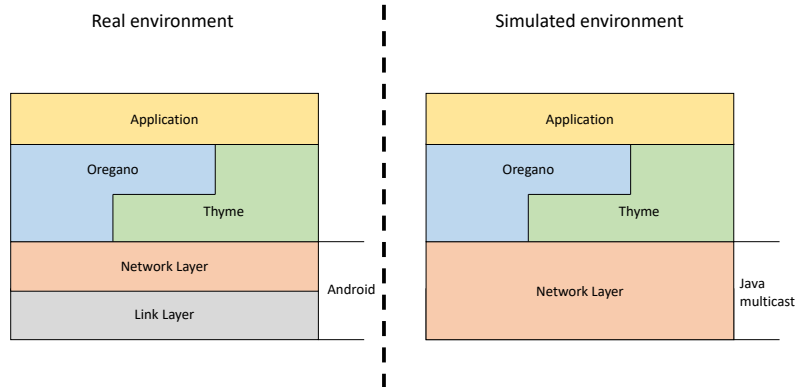 Real environment
Simulated environment
Application
Oregano
Thyme
Network Layer
Link Layer
Android
Application
Oregano
Thyme
Network Layer
Java
multicast